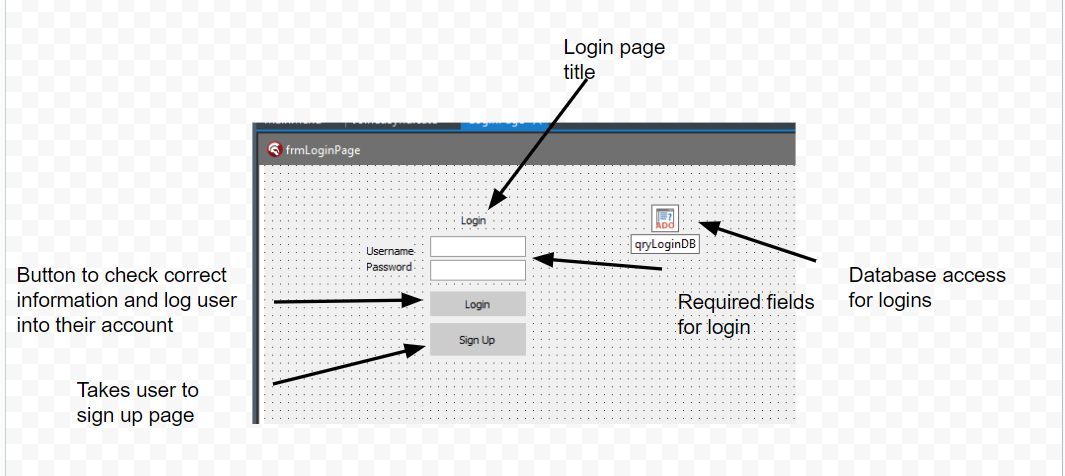 Login page
title
frmLoginPage
Login
ADO
qryLoginDB
Username
Password
Button to check correct
information and log user
into their account
Database access
for logins
Required fields
for login
Login
Sign Up
Takes user to
sign up page